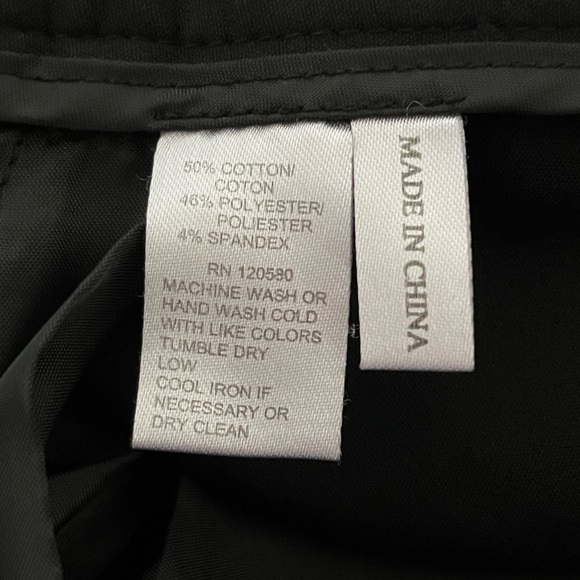 50% COTTON/
COTON
46% POLYESTER/
POLIESTER
4% SPANDEX
RN 120580
MACHINE WASH OR
HAND WASH COLD
WITH LIKE COLORS
TUMBLE DRY
LOW
COOL IRON IF
NECESSARY OR
DRY CLEAN
MADE IN CHINA